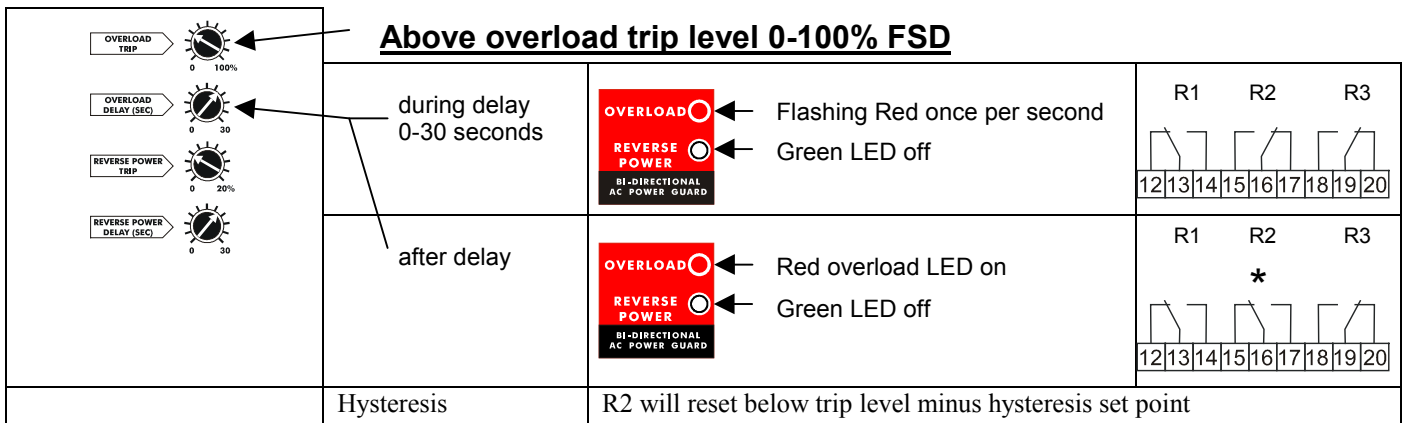 OVERLOAD
TRIP
0 100%
OVERLOAD
DELAY (SEC)
0 30
REVERSE POWER
TRIP
0 20%
REVERSE POWER
DELAY (SEC)
0 30
Above overload trip level 0-100% FSD
during delay
0-30 seconds
OVERLOAD
REVERSE
POWER
BI-DIRECTIONAL
AC POWER GUARD
Flashing Red once per second
Green LED off
R1 R2 R3
12 13 14 15 16 17 18 19 20
after delay
OVERLOAD
REVERSE
POWER
BI-DIRECTIONAL
AC POWER GUARD
Red overload LED on
Green LED off
R1 R2 R3
*
12 13 14 15 16 17 18 19 20
Hysteresis
R2 will reset below trip level minus hysteresis set point